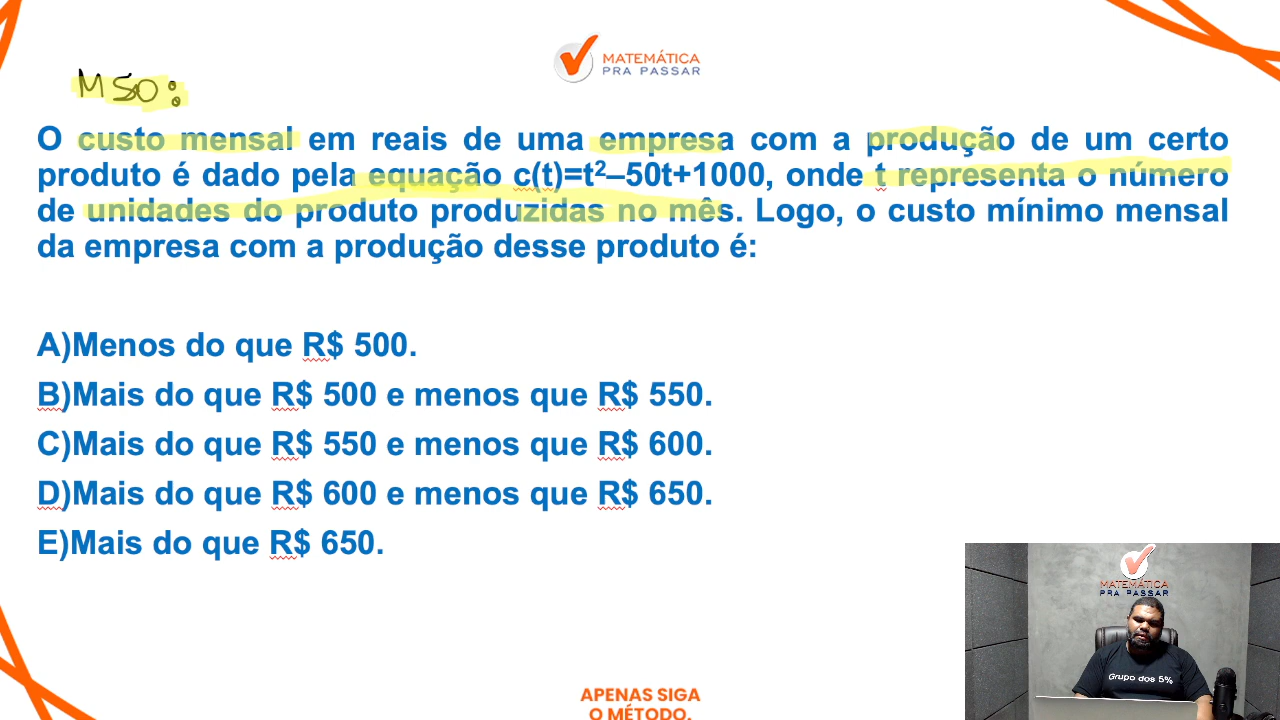 MATEMÁTICA
PRA PASSAR
MSO:
O custo mensal em reais de uma empresa com a produção de um certo
produto é dado pela equação c(t)=t²–50t+1000, onde t representa o número
de unidades do produto produzidas no mês. Logo, o custo mínimo mensal
da empresa com a produção desse produto é:
A)Menos do que R$ 500.
B)Mais do que R$ 500 e menos que R$ 550.
C)Mais do que R$ 550 e menos que R$ 600.
D)Mais do que R$ 600 e menos que R$ 650.
E)Mais do que R$ 650.
MATEMÁTICA
PRA PASSAR
Grupo dos 5%
APENAS SIGA
O MÉTODO.